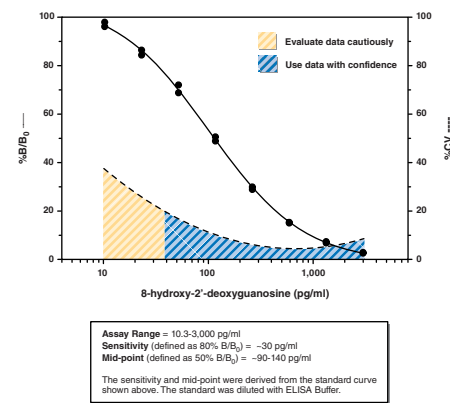 100
80
60
40
20
0
%B/B0
100
80
60
40
20
0
%CV
Evaluate data cautiously
Use data with confidence
10
100
1,000
8-hydroxy-2'-deoxyguanosine (pg/ml)
Assay Range = 10.3-3,000 pg/ml
Sensitivity (defined as 80% B/B0) = ~30 pg/ml
Mid-point (defined as 50% B/B0) = ~90-140 pg/ml
The sensitivity and mid-point were derived from the standard curve
shown above. The standard was diluted with ELISA Buffer.